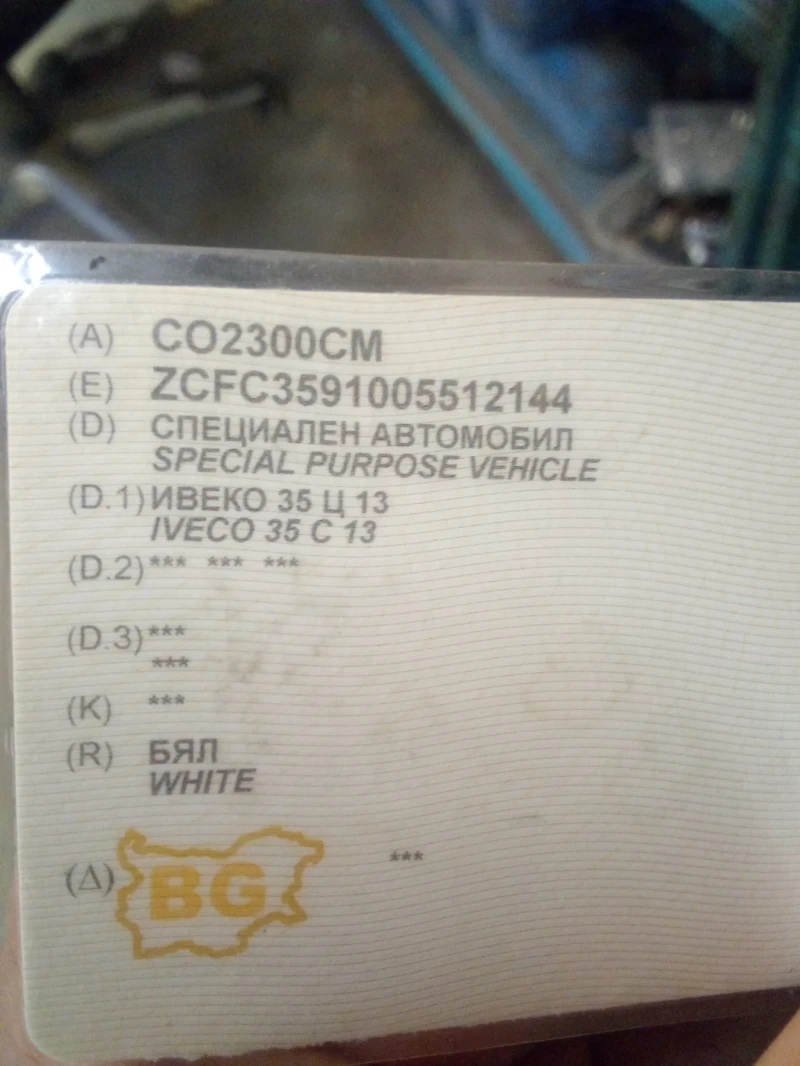 (A) CO2300CM
(E) ZCFC3591005512144
(D) СПЕЦИАЛЕН АВТОМОБИЛ
SPECIAL PURPOSE VEHICLE
(D.1) ИВЕКО 35 Ц 13
IVECO 35 C 13
(D.2) *** *** ***
(D.3) ***
***
(K) ***
(R) БЯЛ
WHITE
(Δ) BG ***